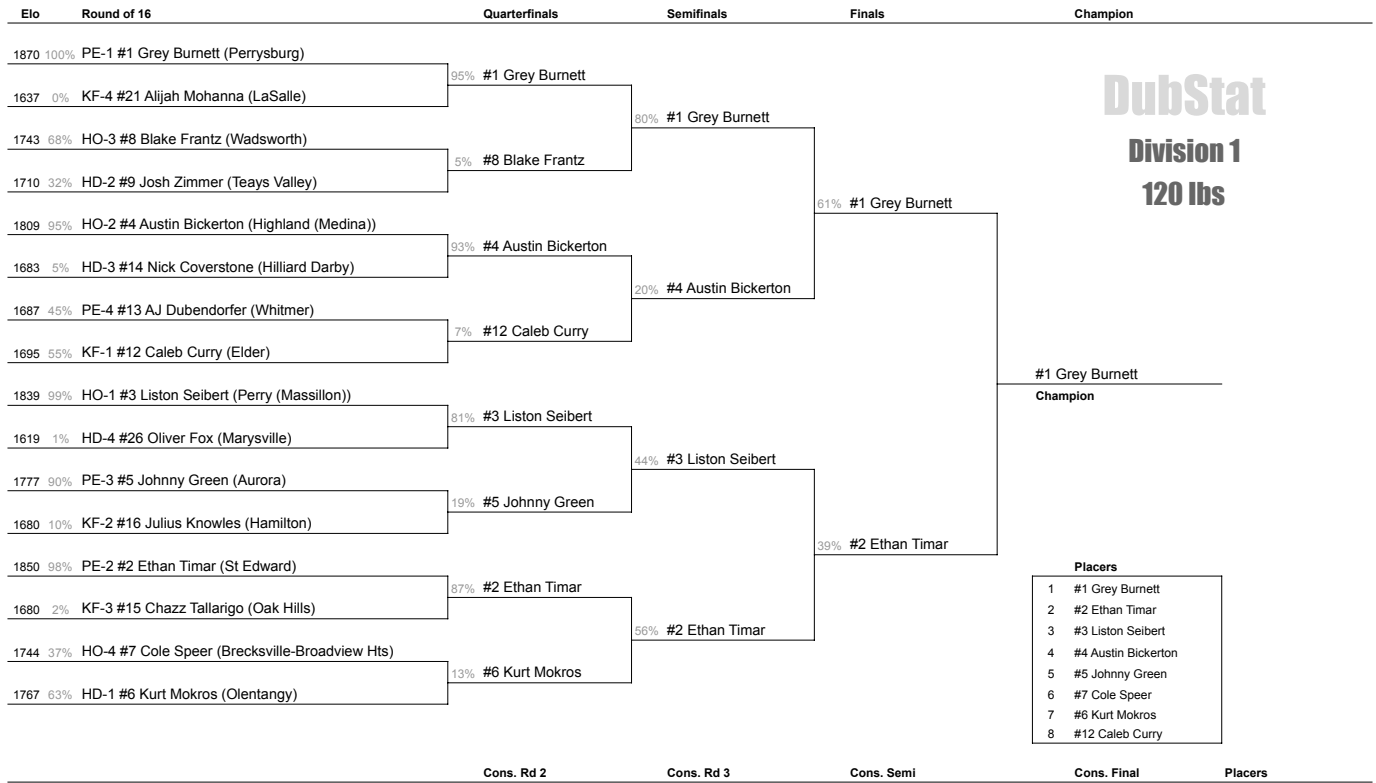 Elo Round of 16 Quarterfinals Semifinals Finals Champion
1870 100% PE-1 #1 Grey Burnett (Perrysburg)
95% #1 Grey Burnett
1637 0% KF-4 #21 Alijah Mohanna (LaSalle)
80% #1 Grey Burnett
1743 68% HO-3 #8 Blake Frantz (Wadsworth)
5% #8 Blake Frantz
1710 32% HD-2 #9 Josh Zimmer (Teays Valley)
61% #1 Grey Burnett
1809 95% HO-2 #4 Austin Bickerton (Highland (Medina))
93% #4 Austin Bickerton
1683 5% HD-3 #14 Nick Coverstone (Hilliard Darby)
20% #4 Austin Bickerton
1687 45% PE-4 #13 AJ Dubendorfer (Whitmer)
7% #12 Caleb Curry
1695 55% KF-1 #12 Caleb Curry (Elder)
#1 Grey Burnett
Champion
1839 99% HO-1 #3 Liston Seibert (Perry (Massillon))
81% #3 Liston Seibert
1619 1% HD-4 #26 Oliver Fox (Marysville)
44% #3 Liston Seibert
1777 90% PE-3 #5 Johnny Green (Aurora)
19% #5 Johnny Green
1680 10% KF-2 #16 Julius Knowles (Hamilton)
39% #2 Ethan Timar
1850 98% PE-2 #2 Ethan Timar (St Edward)
87% #2 Ethan Timar
1680 2% KF-3 #15 Chazz Tallarigo (Oak Hills)
56% #2 Ethan Timar
1744 37% HO-4 #7 Cole Speer (Brecksville-Broadview Hts)
13% #6 Kurt Mokros
1767 63% HD-1 #6 Kurt Mokros (Olentangy)
DubStat
Division 1
120 lbs
Placers
1 #1 Grey Burnett
2 #2 Ethan Timar
3 #3 Liston Seibert
4 #4 Austin Bickerton
5 #5 Johnny Green
6 #7 Cole Speer
7 #6 Kurt Mokros
8 #12 Caleb Curry
Cons. Rd 2 Cons. Rd 3 Cons. Semi Cons. Final Placers